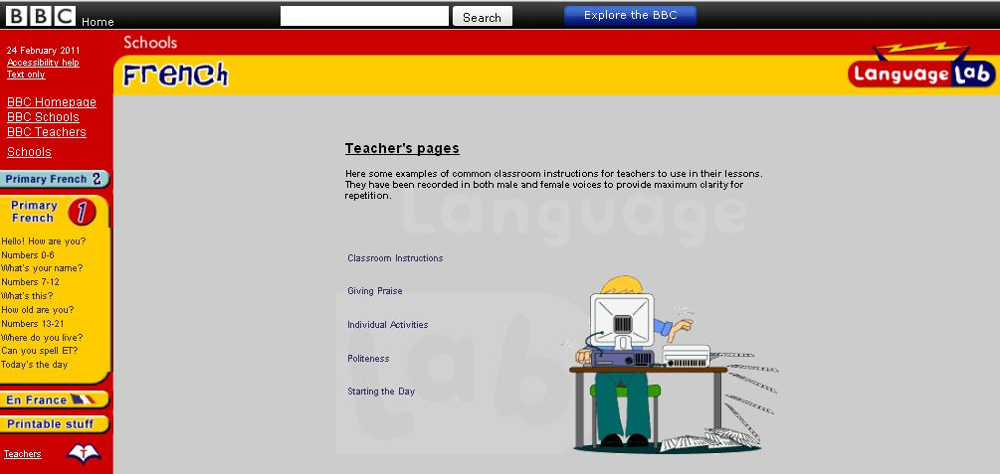 BBC Home
Search
Explore the BBC
24 February 2011
Accessibility help
Text only
BBC Homepage
BBC Schools
BBC Teachers
Schools
Primary French 2
Primary French 1
Hello! How are you?
Numbers 0-6
What's your name?
Numbers 7-12
What's this?
How old are you?
Numbers 13-21
Where do you live?
Can you spell ET?
Today's the day
En France
Printable stuff
Teachers
T
Schools
French
Language Lab
Teacher's pages
Here some examples of common classroom instructions for teachers to use in their lessons.
They have been recorded in both male and female voices to provide maximum clarity for
repetition.
Language
Lab
Classroom Instructions
Giving Praise
Individual Activities
Politeness
Starting the Day